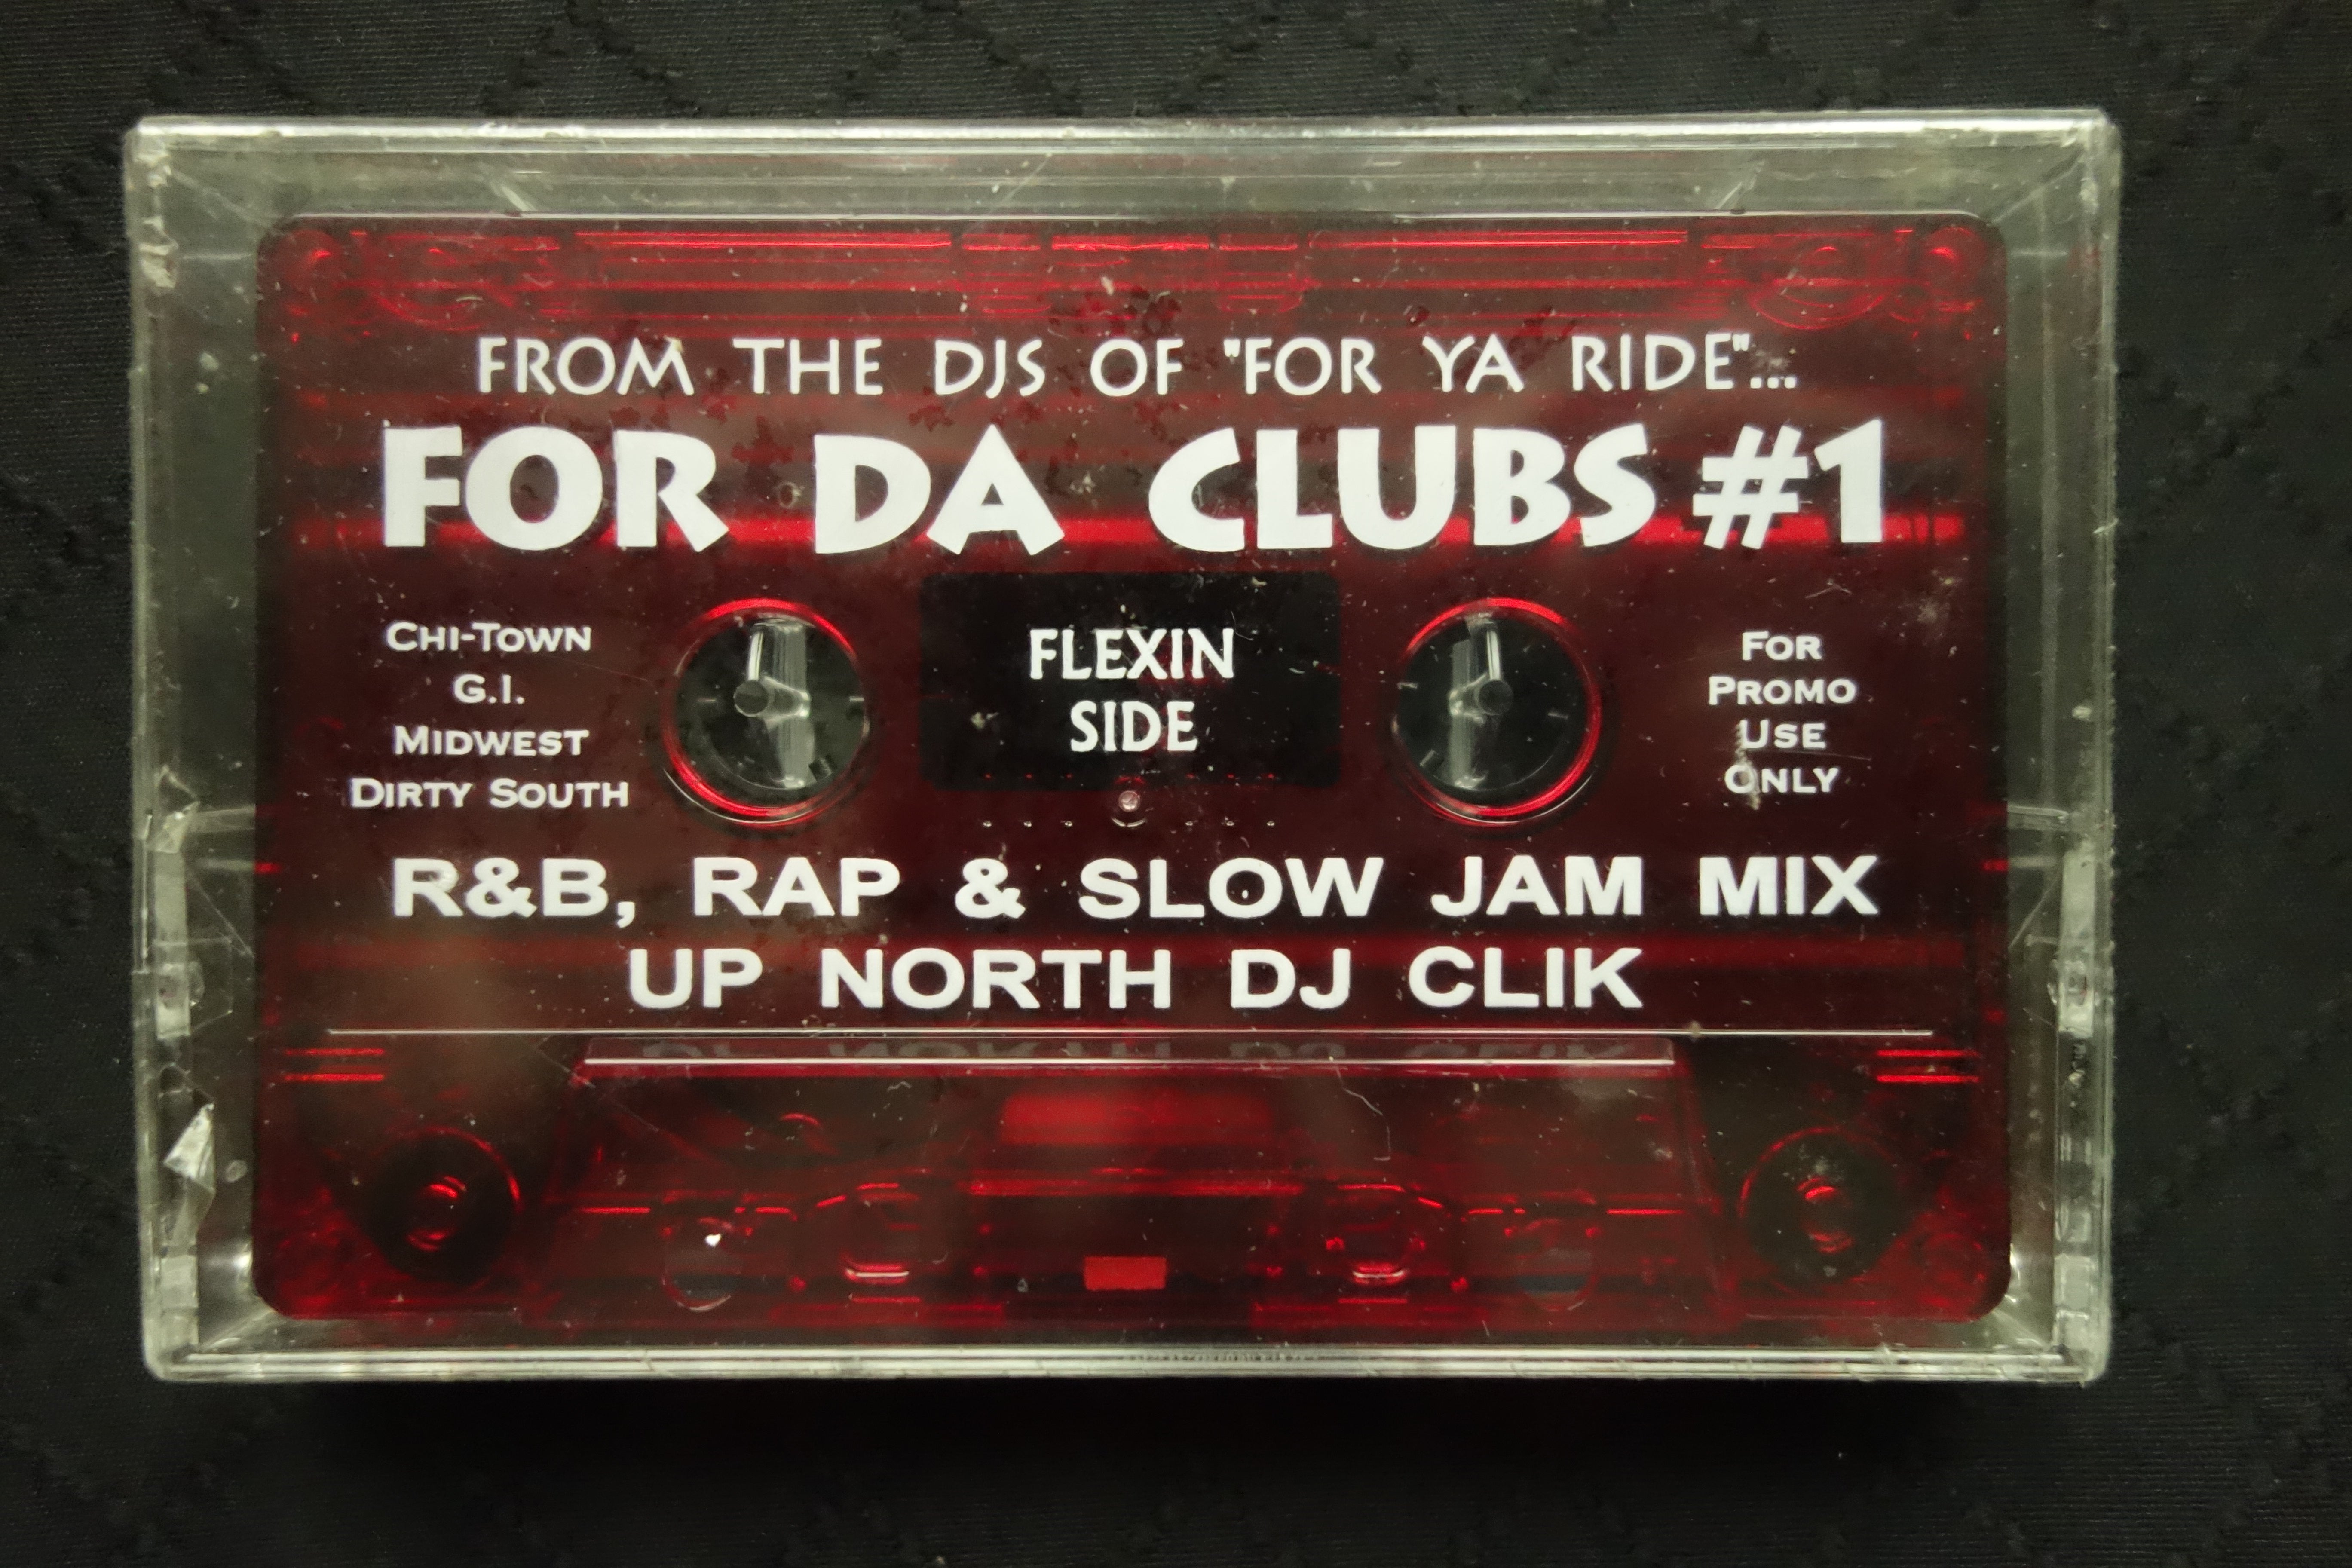 FROM THE DJS OF "FOR YA RIDE"...
FOR DA CLUBS #1
CHI-TOWN
G.I.
MIDWEST
DIRTY SOUTH
FLEXIN
SIDE
FOR
PROMO
USE
ONLY
R&B, RAP & SLOW JAM MIX
UP NORTH DJ CLIK